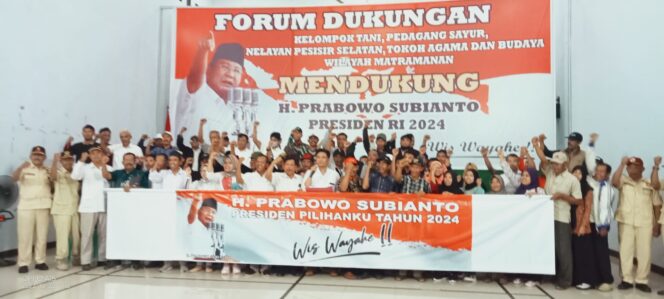 FORUM DUKUNGAN
KELOMPOK TANI, PEDAGANG SAYUR,
NELAYAN PESISIR SELATAN, TOKOH AGAMA DAN BUDAYA
WILAYAH MATRAMANAN
MENDUKUNG
H. PRABOWO SUBIANTO
PRESIDEN RI 2024
Wis Wayahe !!
H. PRABOWO SUBIANTO
PRESIDEN PILIHANKU TAHUN 2024
Wis Wayahe !!